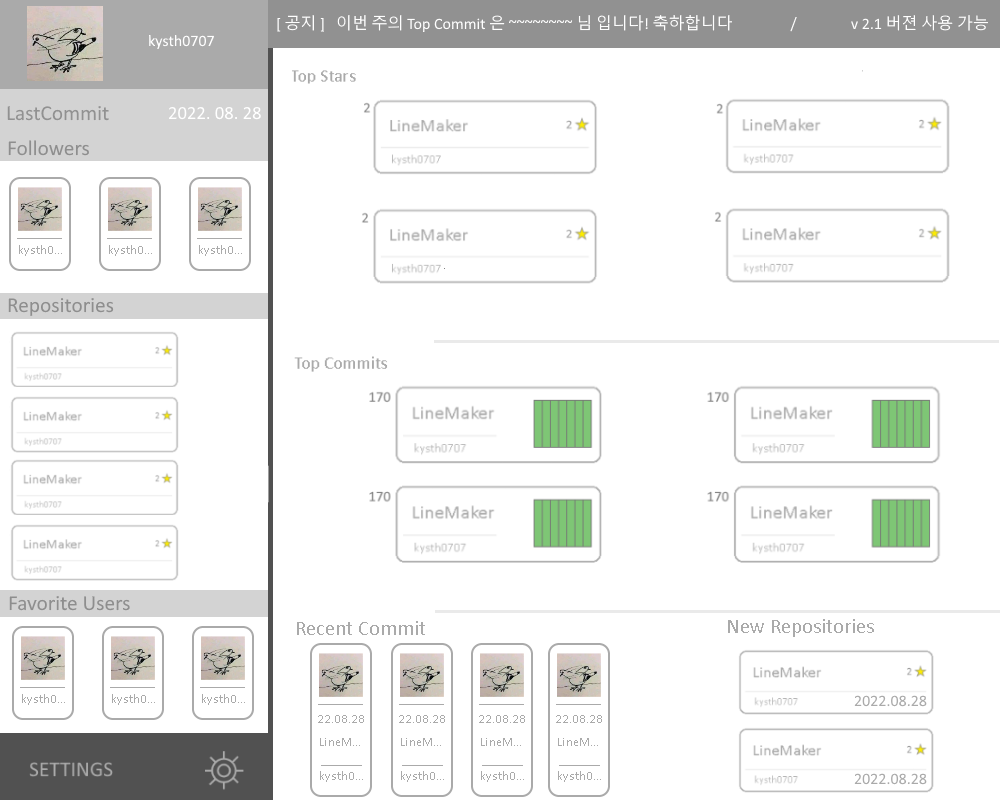 kysth0707
[ 공지 ] 이번 주의 Top Commit 은 ~~~~~~~~ 님 입니다! 축하합니다 / v 2.1 버젼 사용 가능
LastCommit 2022. 08. 28
Followers
kysth0... kysth0... kysth0...
Repositories
LineMaker 2
kysth0707
LineMaker 2
kysth0707
LineMaker 2
kysth0707
LineMaker 2
kysth0707
Favorite Users
kysth0... kysth0... kysth0...
SETTINGS
Top Stars
2 LineMaker 2
kysth0707
2 LineMaker 2
kysth0707
2 LineMaker 2
kysth0707
2 LineMaker 2
kysth0707
Top Commits
170 LineMaker
kysth0707
170 LineMaker
kysth0707
170 LineMaker
kysth0707
170 LineMaker
kysth0707
Recent Commit
22.08.28 22.08.28 22.08.28 22.08.28
LineM... LineM... LineM... LineM...
kysth0... kysth0... kysth0... kysth0...
New Repositories
LineMaker 2
kysth0707 2022.08.28
LineMaker 2
kysth0707 2022.08.28